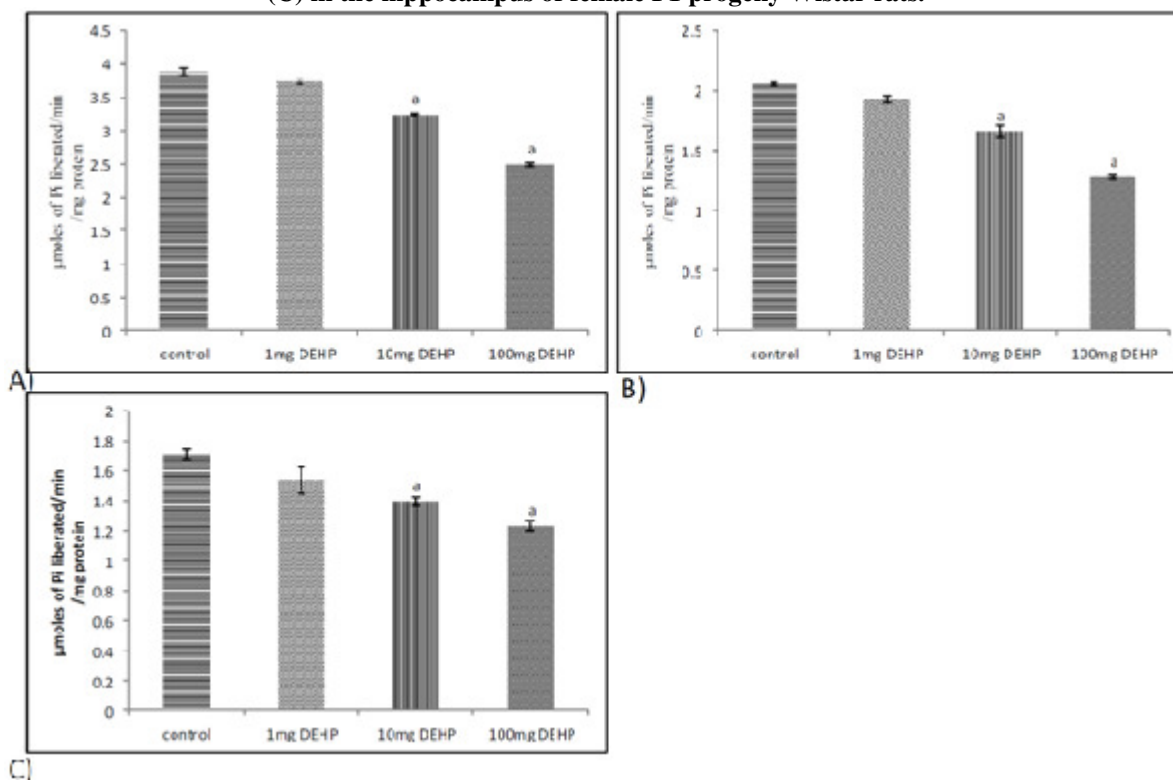 (C) in the hippocampus of female F1 progeny Wistar rats.
4.5
4
3.5
3
2.5
2
1.5
1
0.5
0
μmoles of Pi liberated/min
/mg protein
a
a
control 1mg DEHP 10mg DEHP 100mg DEHP
A)
2.5
2
1.5
1
0.5
0
μmoles of Pi liberated/min
/mg protein
a
a
control 1mg DEHP 10mg DEHP 100mg DEHP
B)
2
1.8
1.6
1.4
1.2
1
0.8
0.6
0.4
0.2
0
μmoles of Pi liberated/min
/mg protein
a
a
control 1mg DEHP 10mg DEHP 100mg DEHP
C)